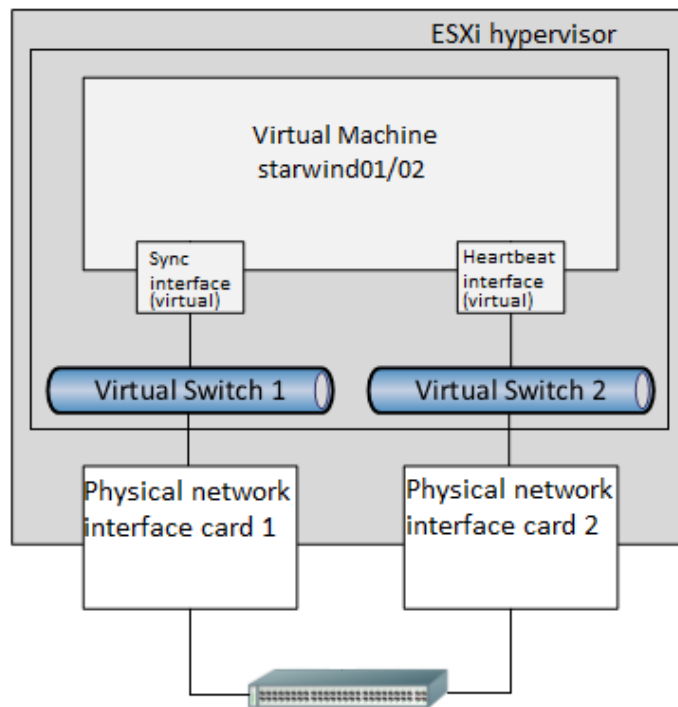 ESXi hypervisor
Virtual Machine
starwind01/02
Sync
interface
(virtual)
Heartbeat
interface
(virtual)
Virtual Switch 1
Virtual Switch 2
Physical network
interface card 1
Physical network
interface card 2